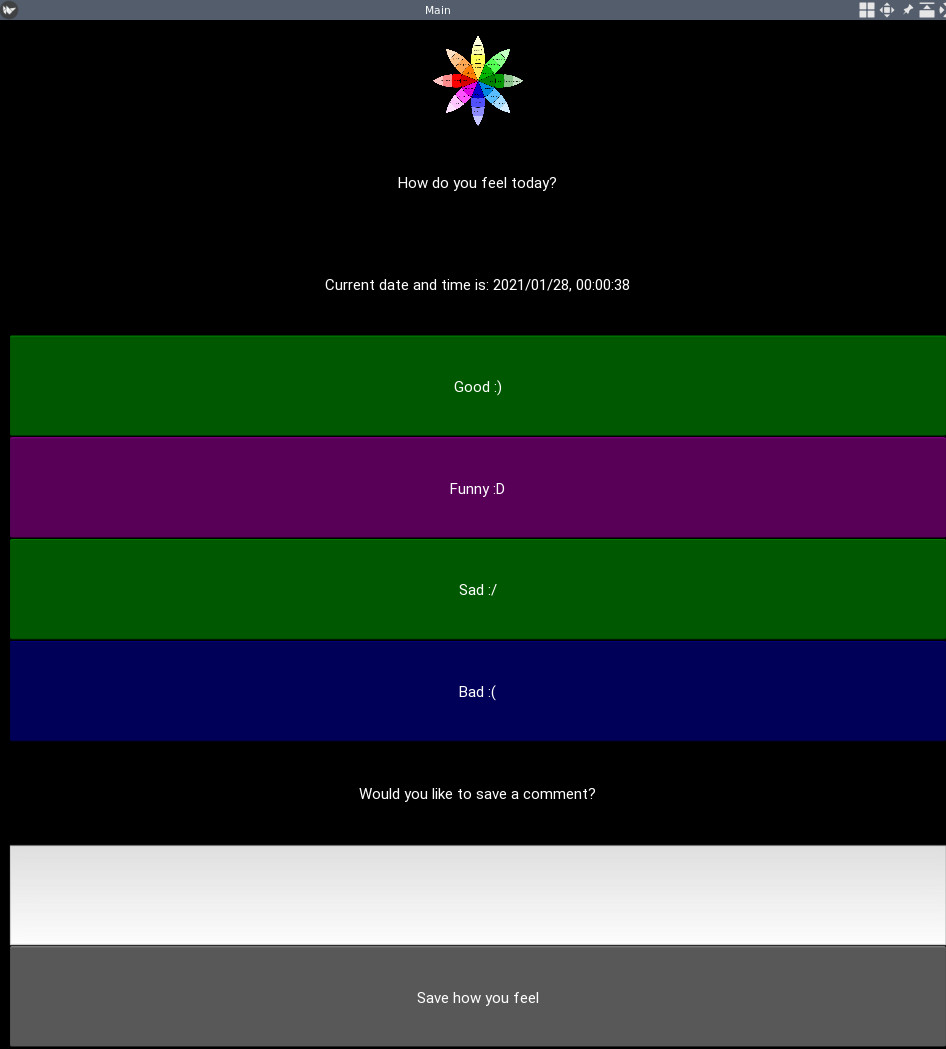 Main
How do you feel today?
Current date and time is: 2021/01/28, 00:00:38
Good :)
Funny :D
Sad :/
Bad :(
Would you like to save a comment?
Save how you feel